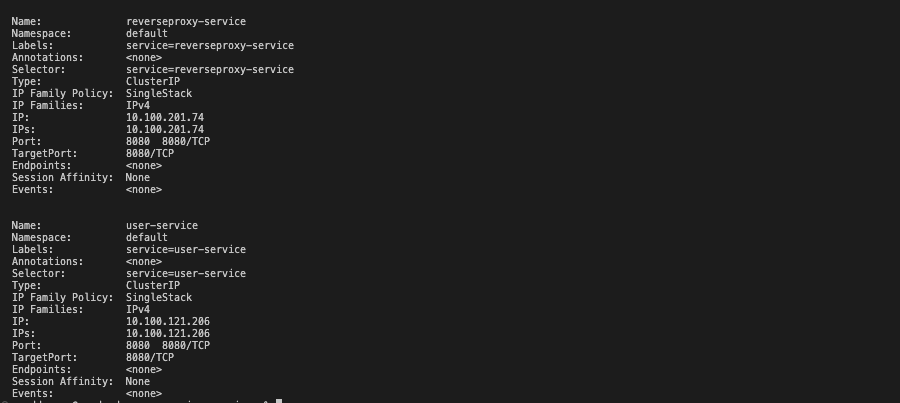 Name: reverseproxy-service
Namespace: default
Labels: service=reverseproxy-service
Annotations: <none>
Selector: service=reverseproxy-service
Type: ClusterIP
IP Family Policy: SingleStack
IP Families: IPv4
IP: 10.100.201.74
IPs: 10.100.201.74
Port: 8080 8080/TCP
TargetPort: 8080/TCP
Endpoints: <none>
Session Affinity: None
Events: <none>
Name: user-service
Namespace: default
Labels: service=user-service
Annotations: <none>
Selector: service=user-service
Type: ClusterIP
IP Family Policy: SingleStack
IP Families: IPv4
IP: 10.100.121.206
IPs: 10.100.121.206
Port: 8080 8080/TCP
TargetPort: 8080/TCP
Endpoints: <none>
Session Affinity: None
Events: <none>